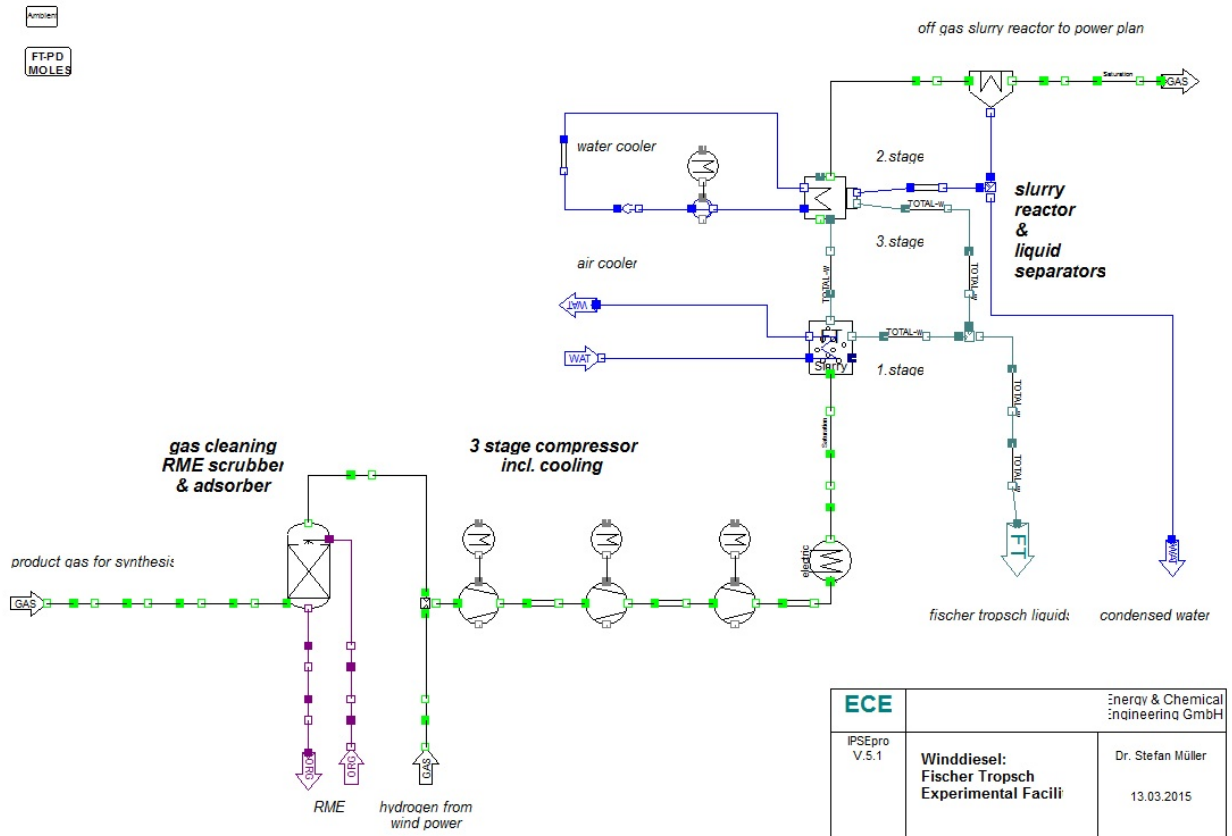 Ambient
FT-PD
MOLES
off gas slurry reactor to power plan
Saturation
GAS
water cooler
M
2.stage
TOTAL-w
3.stage
slurry
reactor
&
liquid
separators
air cooler
TOTAL-w
TOTAL-w
WAT
WAT
FT
Slurry
TOTAL-w
1.stage
Saturation
TOTAL-w
TOTAL-w
gas cleaning
RME scrubber
& adsorber
3 stage compressor
incl. cooling
M
M
M
electric
FT
WAT
product gas for synthesis
GAS
fischer tropsch liquids
condensed water
ORG
ORG
GAS
RME
hydrogen from
wind power
ECE
Energy & Chemical
Engineering GmbH
IPSEpro
V.5.1
Winddiesel:
Fischer Tropsch
Experimental Facili
Dr. Stefan Müller
13.03.2015